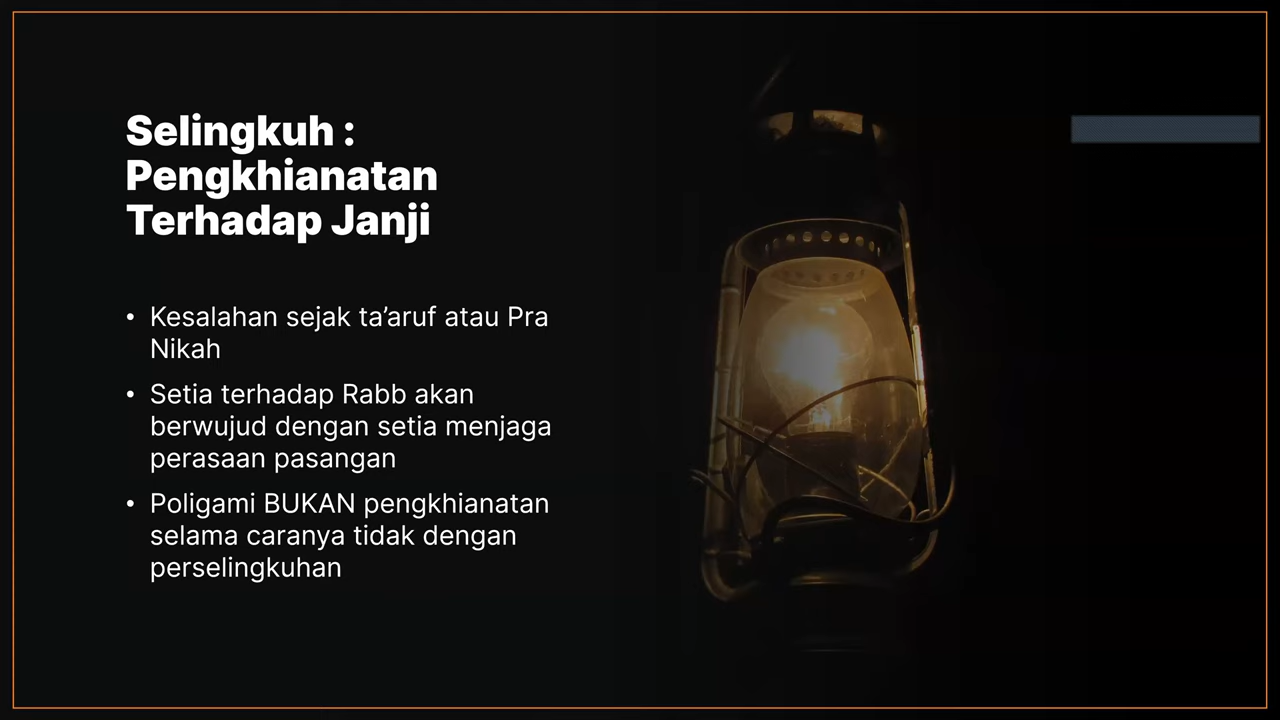 Selingkuh :
Pengkhianatan
Terhadap Janji
• Kesalahan sejak ta’aruf atau Pra
Nikah
• Setia terhadap Rabb akan
berwujud dengan setia menjaga
perasaan pasangan
• Poligami BUKAN pengkhianatan
selama caranya tidak dengan
perselingkuhan